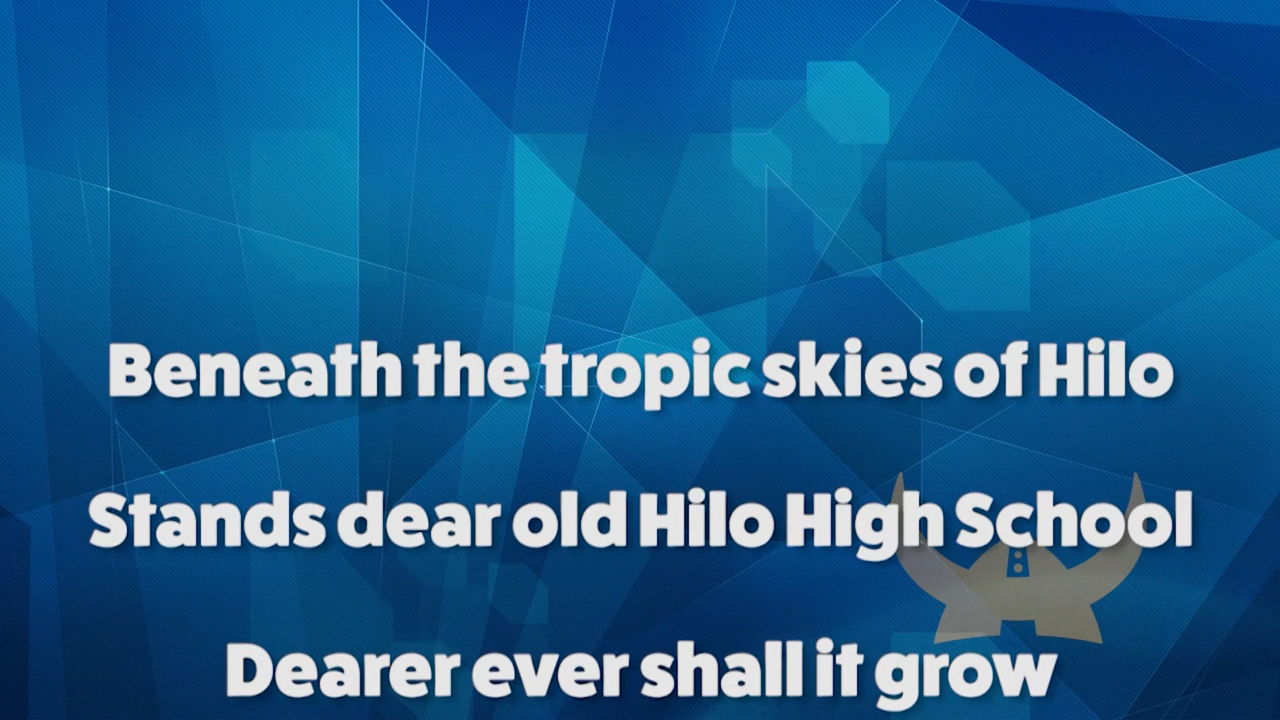 Beneath the tropic skies of Hilo
Stands dear old Hilo High School
Dearer ever shall it grow